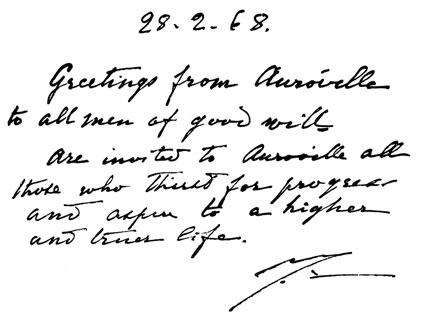 28.2.68.
Greetings from Auroville
to all men of good will
are invited to Auroville all
those who thirst for progress
and aspire to a higher
and truer life.